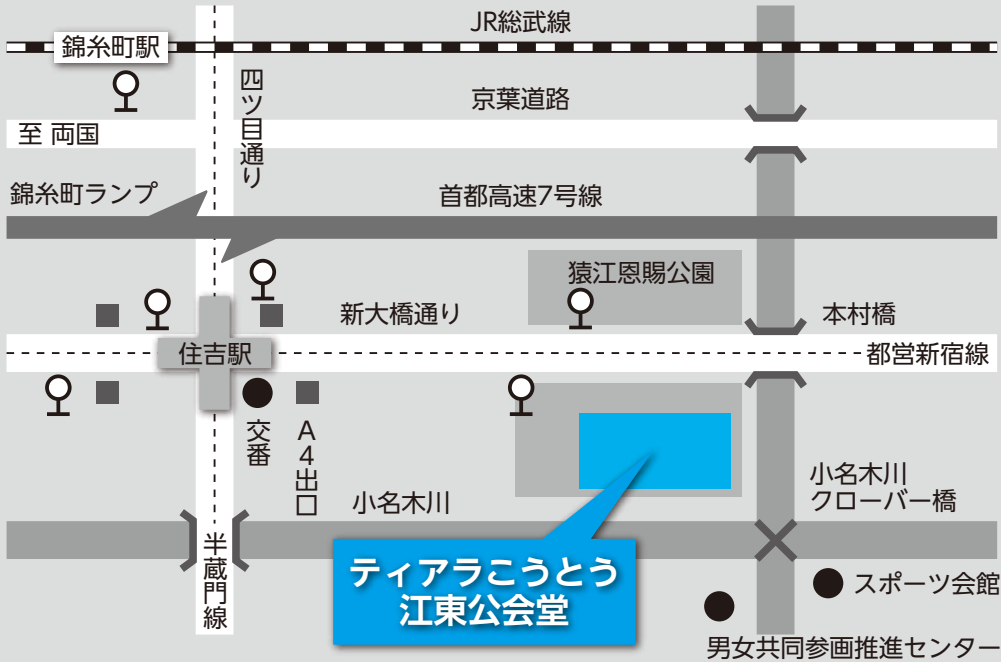 JR総武線
錦糸町駅
四ツ目通り
京葉道路
至 両国
錦糸町ランプ
首都高速7号線
猿江恩賜公園
新大橋通り
本村橋
住吉駅
都営新宿線
交番
A4出口
小名木川
小名木川
クローバー橋
半蔵門線
ティアラこうとう
江東公会堂
スポーツ会館
男女共同参画推進センター